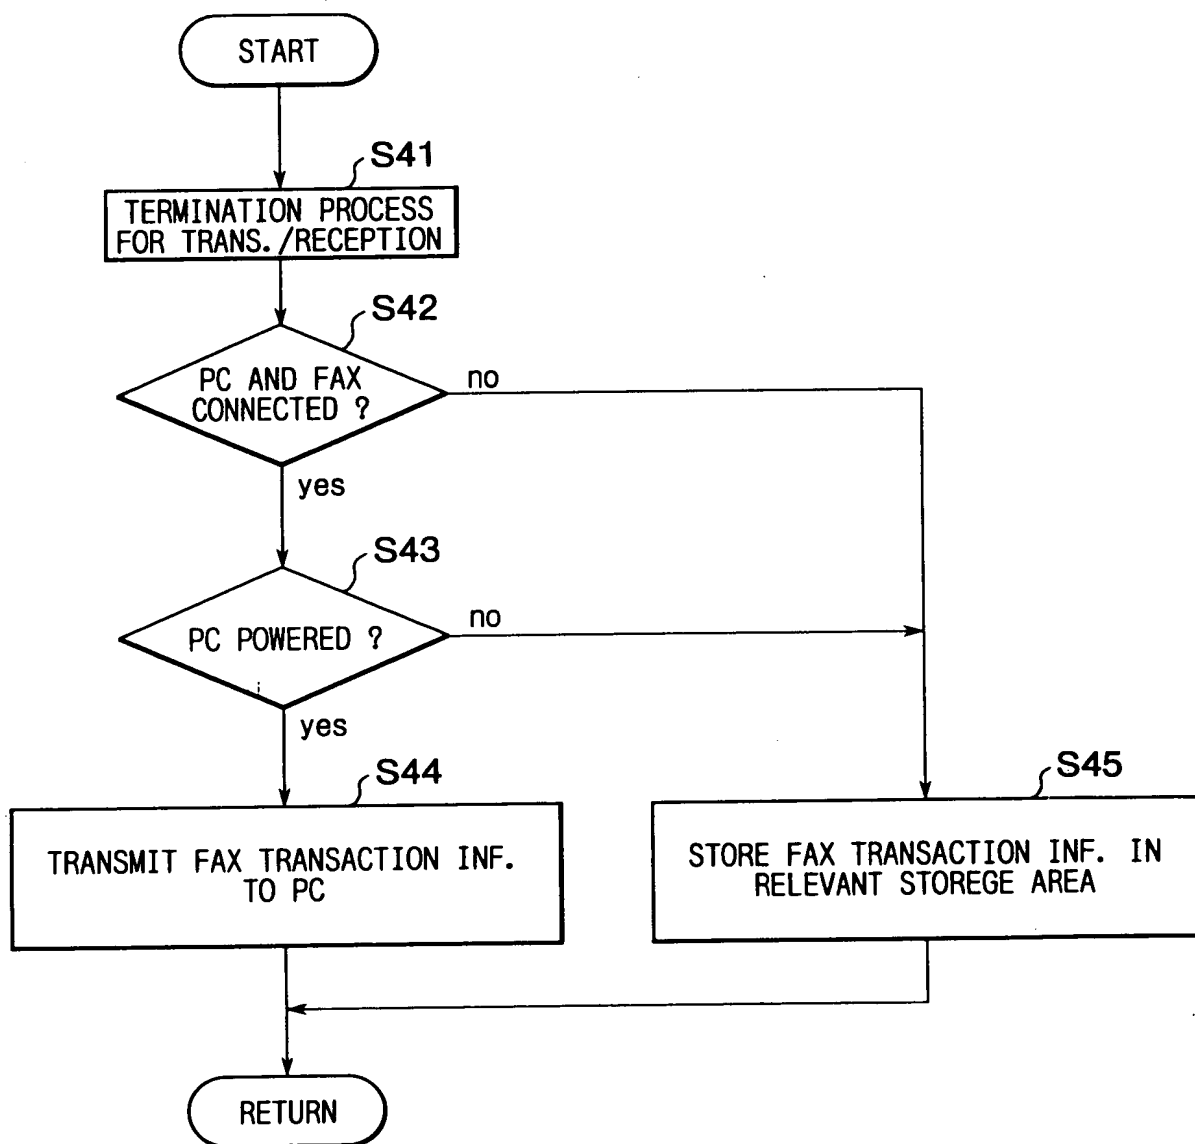 START
S41
TERMINATION PROCESS
FOR TRANS./RECEPTION
S42
PC AND FAX
CONNECTED ?
no
yes
S43
PC POWERED ?
no
yes
S44
TRANSMIT FAX TRANSACTION INF.
TO PC
S45
STORE FAX TRANSACTION INF. IN
RELEVANT STOREGE AREA
RETURN